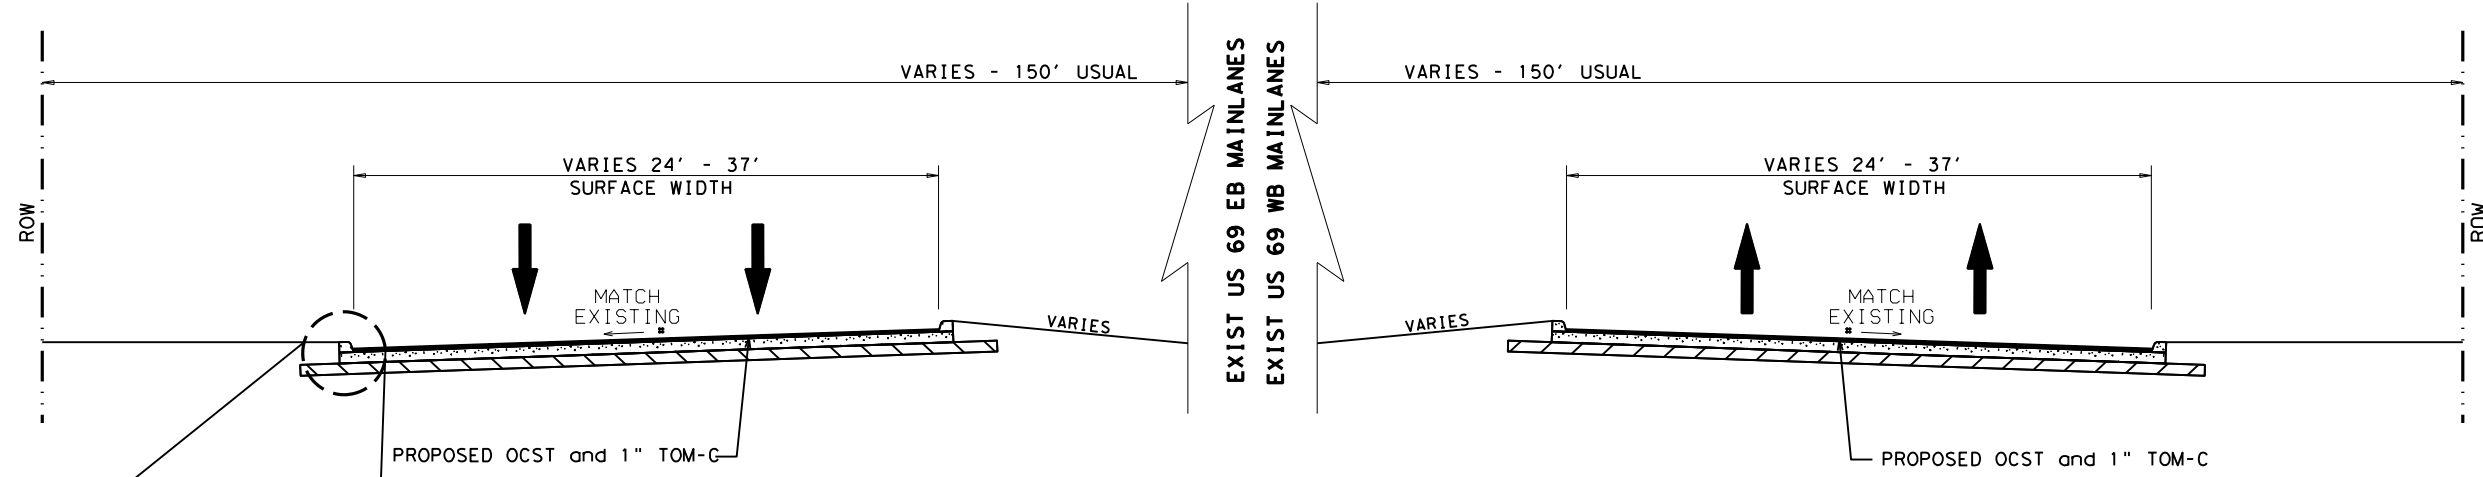 VARIES - 150' USUAL
VARIES - 150' USUAL
EXIST US 69 EB MAINLANES
EXIST US 69 WB MAINLANES
VARIES 24' - 37'
SURFACE WIDTH
VARIES 24' - 37'
SURFACE WIDTH
ROW
ROW
MATCH
EXISTING
*
MATCH
EXISTING
*
VARIES
VARIES
PROPOSED OCST and 1" TOM-C
PROPOSED OCST and 1" TOM-C